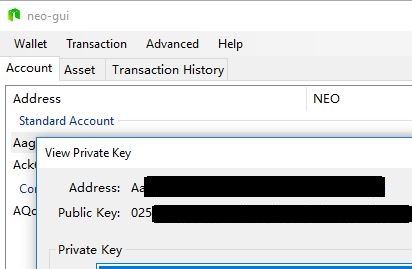 neo-gui
Wallet Transaction Advanced Help
Account Asset Transaction History
Address NEO
Standard Account
Aag
Ack
Co
AQc
View Private Key
Address: Aa
Public Key: 025
Private Key